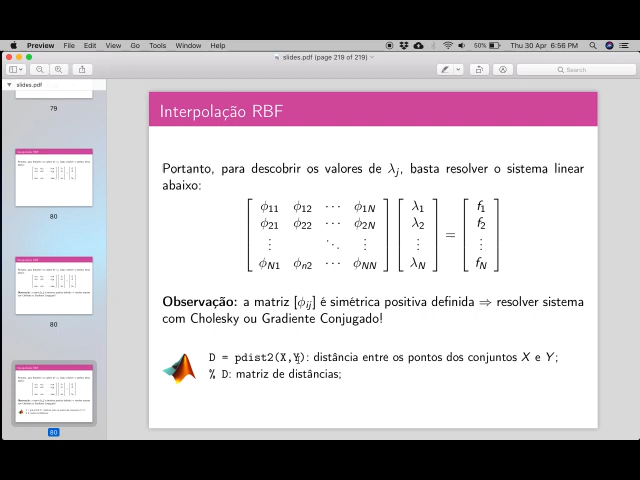 Preview File Edit View Go Tools Window Help 50% Thu 30 Apr 6:56 PM
slides.pdf (page 219 of 219)
Search
slides.pdf
79
80
80
80
Interpolação RBF
Portanto, para descobrir os valores de λj, basta resolver o sistema linear
abaixo:
ϕ11 ϕ12 ⋯ ϕ1N λ1 f1
ϕ21 ϕ22 ⋯ ϕ2N λ2 f2
⋮ ⋱ ⋮ ⋮ = ⋮
ϕN1 ϕn2 ⋯ ϕNN λN fN
Observação: a matriz [ϕij] é simétrica positiva definida ⇒ resolver sistema
com Cholesky ou Gradiente Conjugado!
D = pdist2(X,Y): distância entre os pontos dos conjuntos X e Y;
% D: matriz de distâncias;